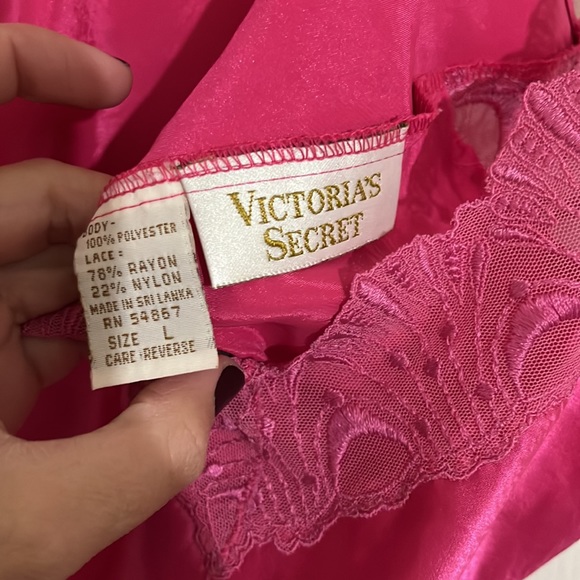 VICTORIA'S
SECRET
BODY-
100% POLYESTER
LACE:
78% RAYON
22% NYLON
MADE IN SRI LANKA
RN 54867
SIZE L
CARE:REVERSE